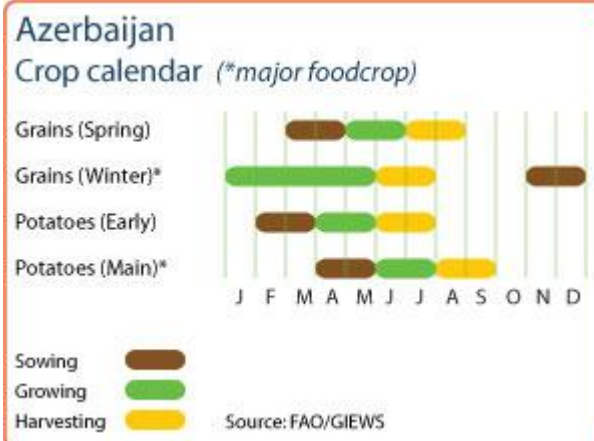 Azerbaijan
Crop calendar (*major foodcrop)
Grains (Spring)
Grains (Winter)*
Potatoes (Early)
Potatoes (Main)*
J F M A M J J A S O N D
Sowing
Growing
Harvesting
Source: FAO/GIEWS